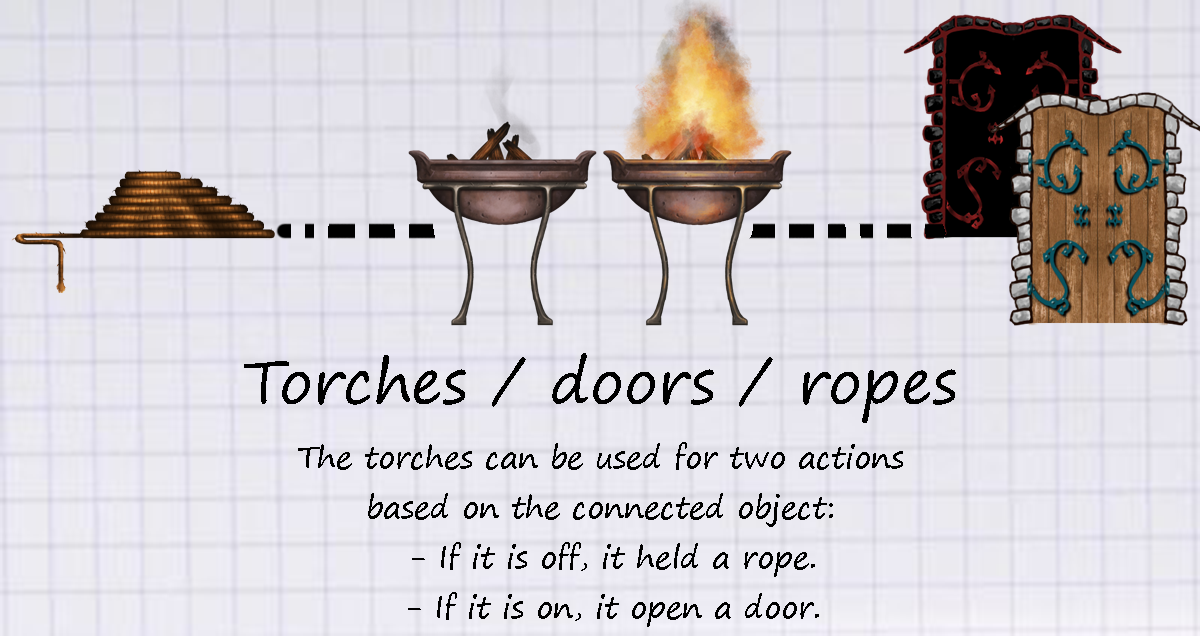 Torches / doors / ropes
The torches can be used for two actions
based on the connected object:
- If it is off, it held a rope.
- If it is on, it open a door.